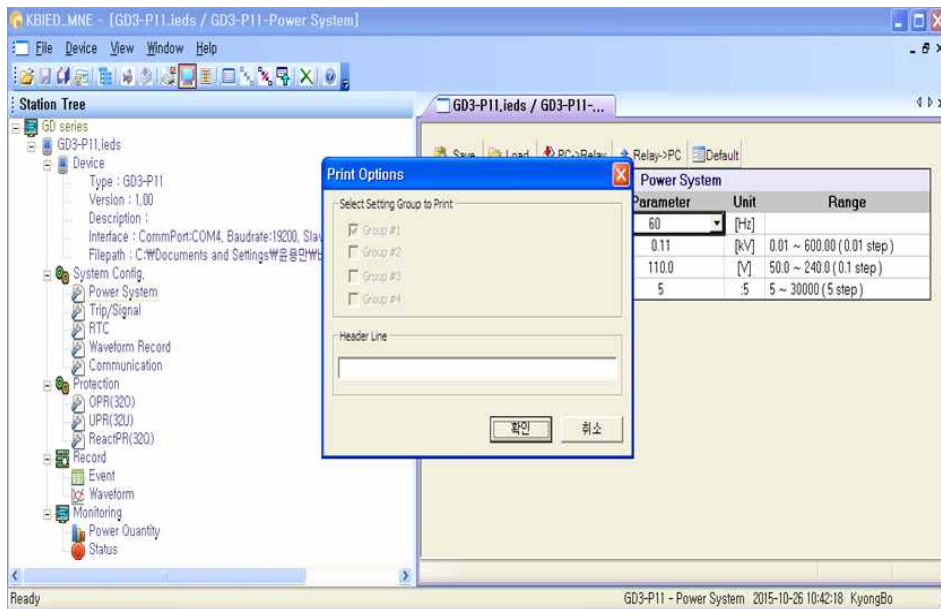 KBIED_MNE - [GD3-P11.ieds / GD3-P11-Power System]
File Device View Window Help
Station Tree
GD series
GD3-P11.ieds
Device
Type : GD3-P11
Version : 1.00
Description :
Interface : CommPort:COM4, Baudrate:19200, Slav
Filepath : C:₩Documents and Settings₩윤용만₩
System Config.
Power System
Trip/Signal
RTC
Waveform Record
Communication
Protection
OPR(32O)
UPR(32U)
ReactPR(32Q)
Record
Event
Waveform
Monitoring
Power Quantity
Status
GD3-P11.ieds / GD3-P11-...
Save Load PC->Relay Relay->PC Default
Power System
Parameter Unit Range
60 [Hz]
0.11 [kV] 0.01 ~ 600.00 (0.01 step)
110.0 [V] 50.0 ~ 240.0 (0.1 step)
5 :5 5 ~ 30000 (5 step)
Print Options
Select Setting Group to Print
Group #1
Group #2
Group #3
Group #4
Header Line
확인 취소
Ready
GD3-P11 - Power System 2015-10-26 10:42:18 KyongBo